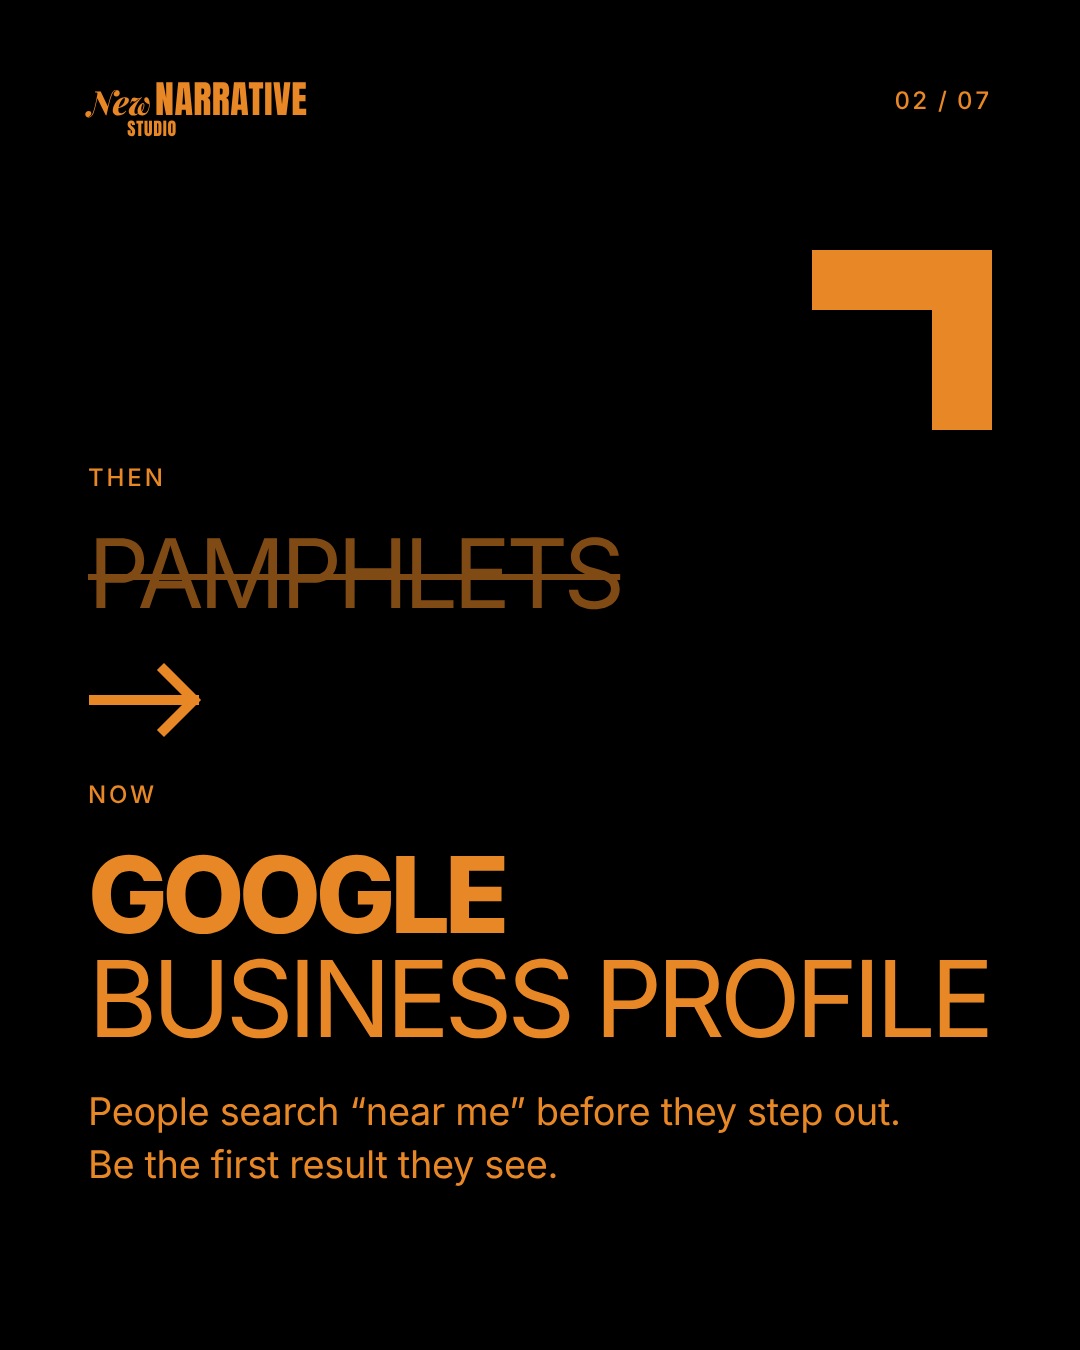 New NARRATIVE
STUDIO
02 / 07
THEN
PAMPHLETS
NOW
GOOGLE
BUSINESS PROFILE
People search “near me” before they step out.
Be the first result they see.